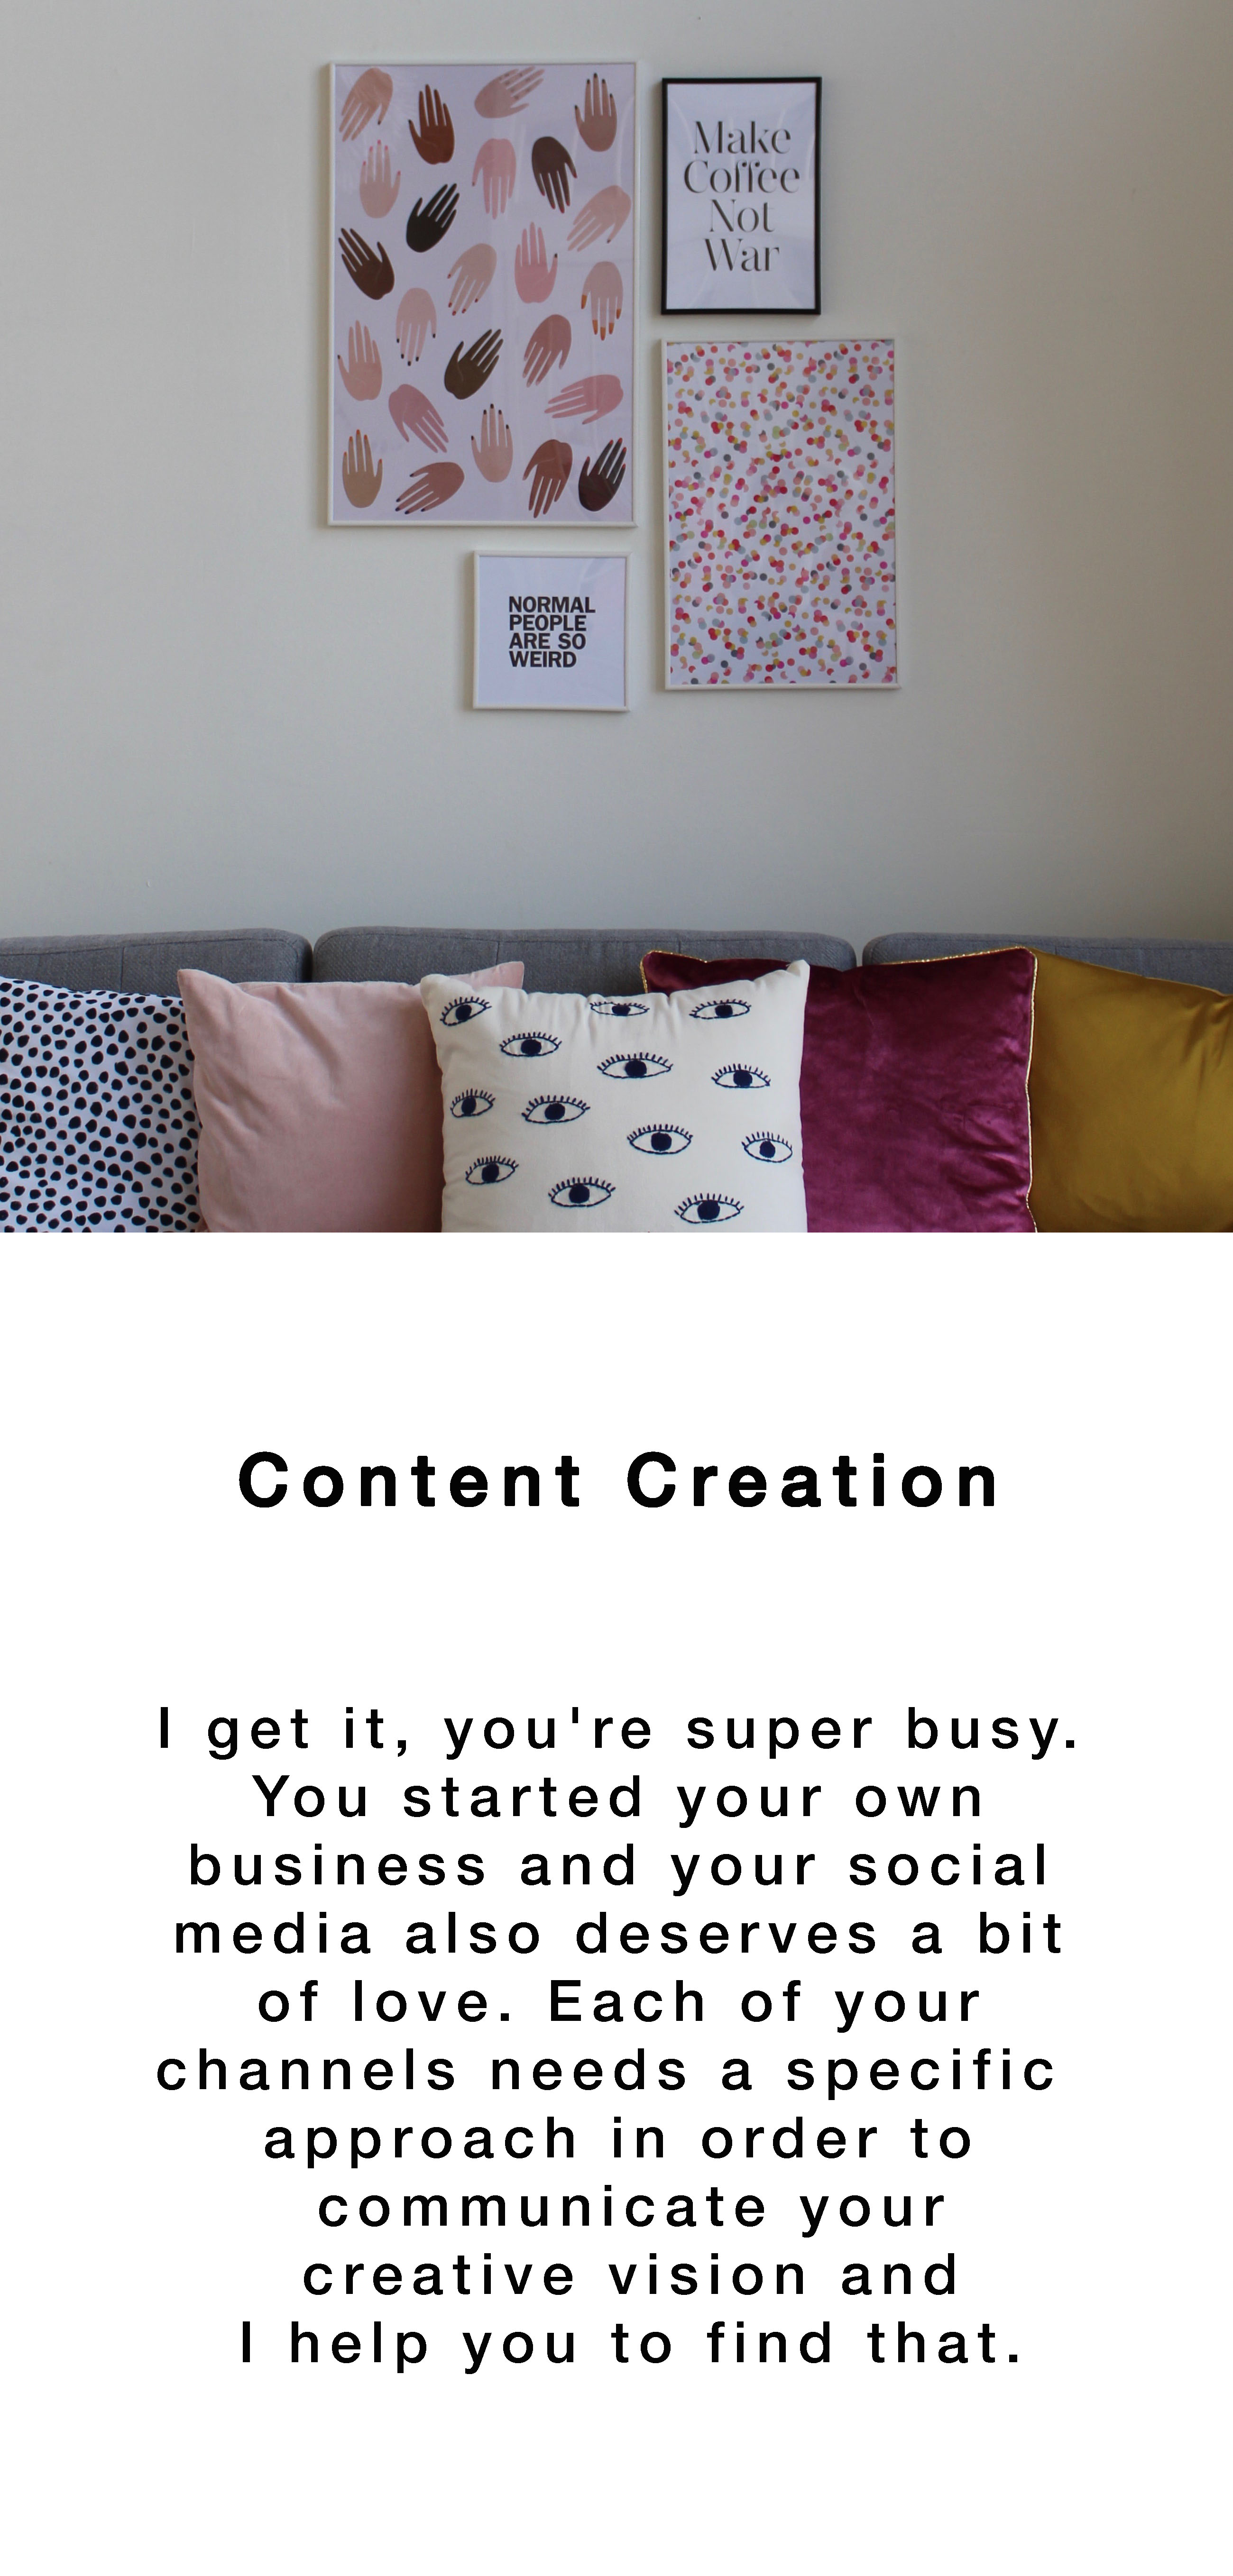 Make
Coffee
Not
War
NORMAL
PEOPLE
ARE SO
WEIRD
Content Creation
I get it, you're super busy.
You started your own
business and your social
media also deserves a bit
of love. Each of your
channels needs a specific
approach in order to
communicate your
creative vision and
I help you to find that.